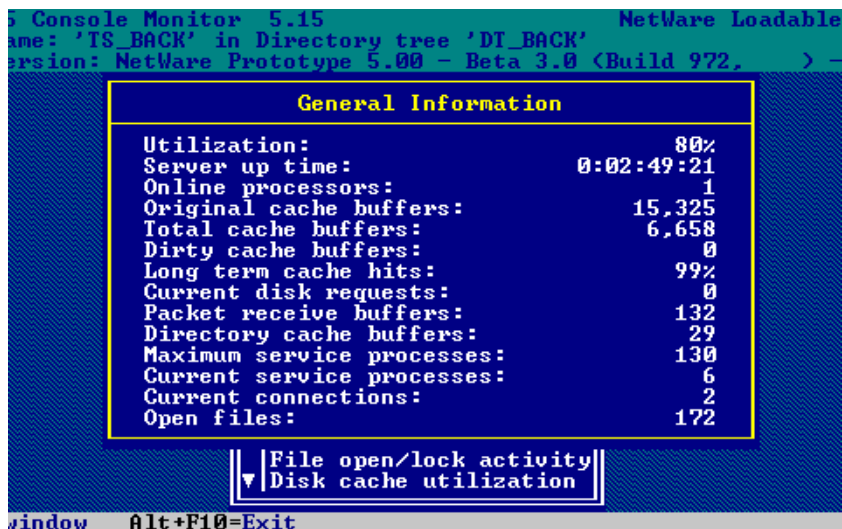 5 Console Monitor 5.15 NetWare Loadable
ame: 'TS_BACK' in Directory tree 'DT_BACK'
ersion: NetWare Prototype 5.00 - Beta 3.0 (Build 972, ) -
General Information
Utilization: 80%
Server up time: 0:02:49:21
Online processors: 1
Original cache buffers: 15,325
Total cache buffers: 6,658
Dirty cache buffers: 0
Long term cache hits: 99%
Current disk requests: 0
Packet receive buffers: 132
Directory cache buffers: 29
Maximum service processes: 130
Current service processes: 6
Current connections: 2
Open files: 172
File open/lock activity
Disk cache utilization
window Alt+F10=Exit